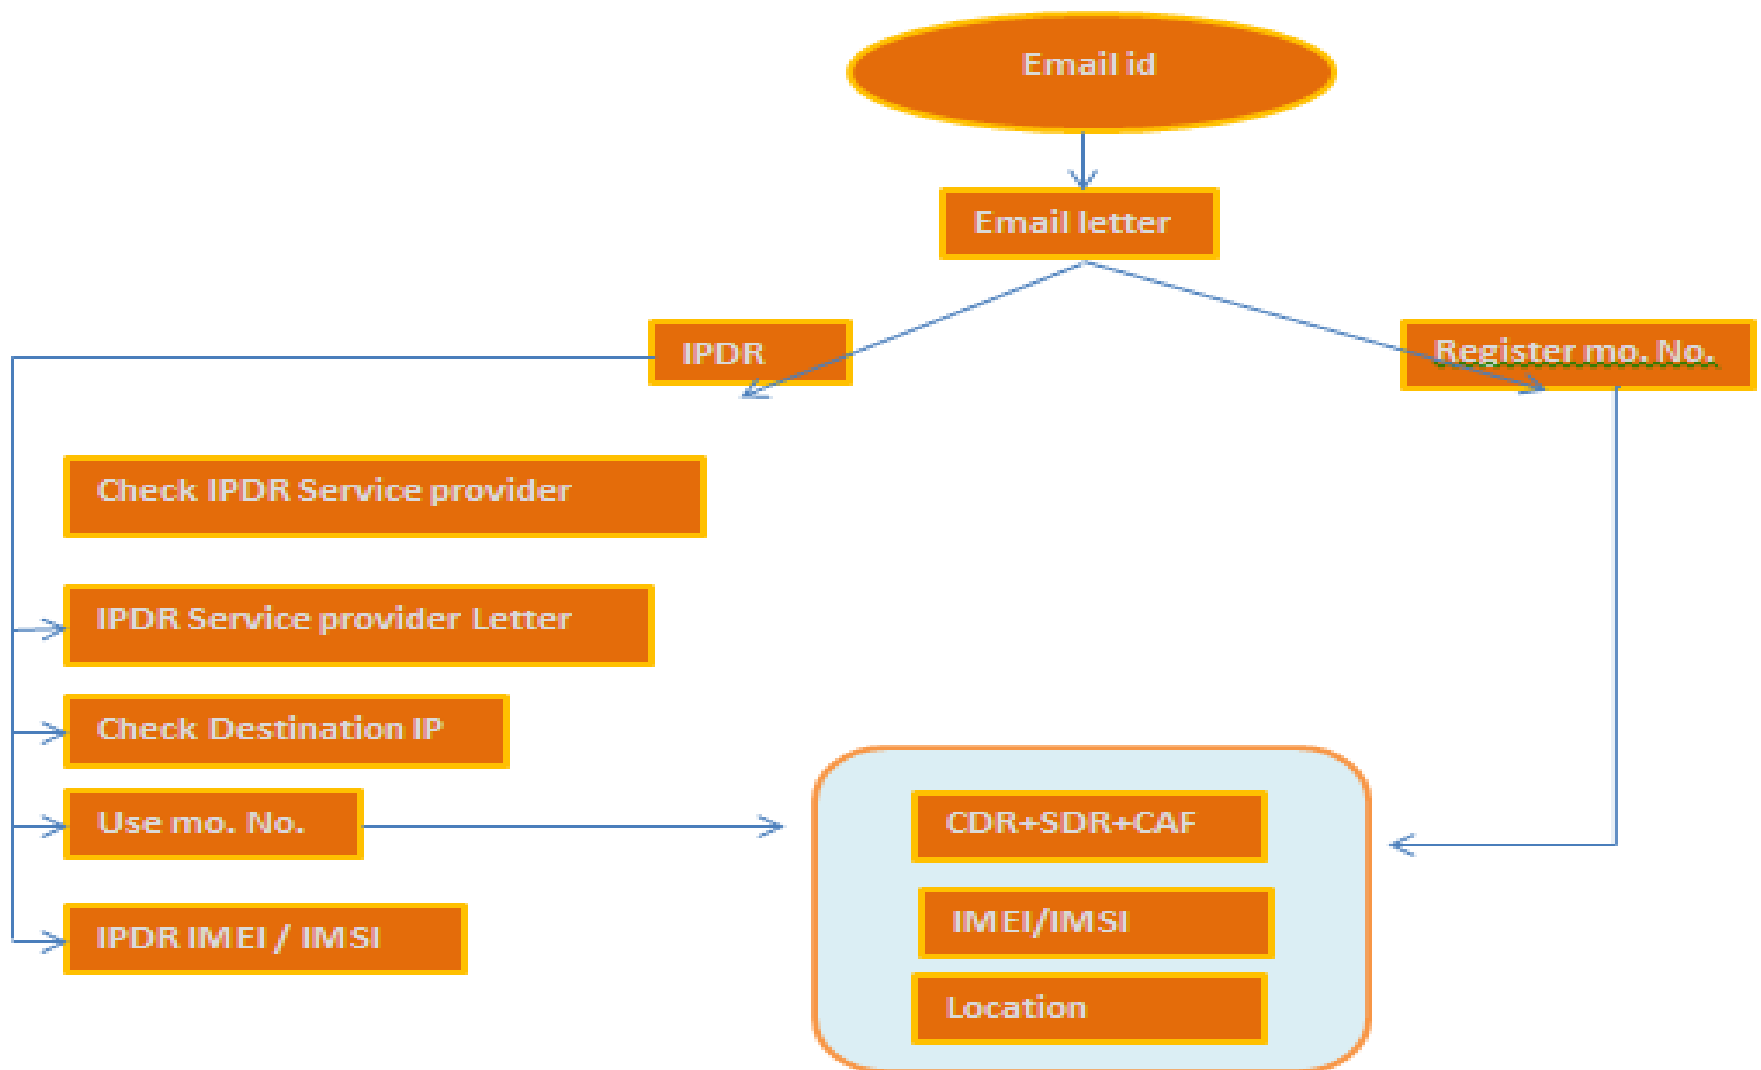 Email id
Email letter
IPDR
Register mo. No.
Check IPDR Service provider
IPDR Service provider Letter
Check Destination IP
Use mo. No.
IPDR IMEI / IMSI
CDR+SDR+CAF
IMEI/IMSI
Location